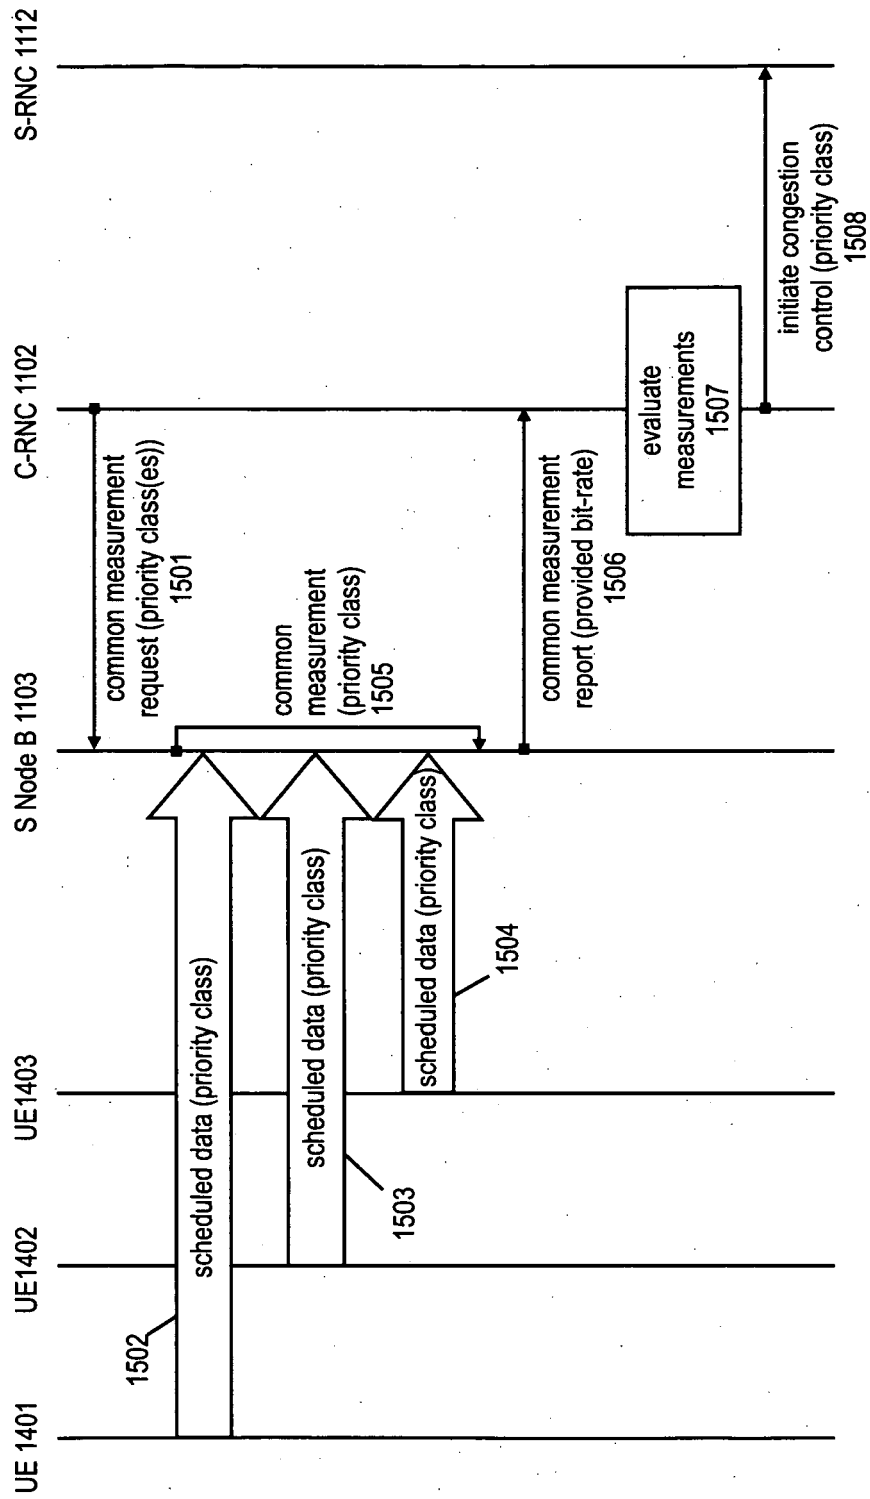 UE 1401
UE1402
UE1403
S Node B 1103
C-RNC 1102
S-RNC 1112
common measurement
request (priority class(es))
1501
1502
scheduled data (priority class)
scheduled data (priority class)
1503
scheduled data (priority class)
1504
common
measurement
(priority class)
1505
common measurement
report (provided bit-rate)
1506
evaluate
measurements
1507
initiate congestion
control (priority class)
1508